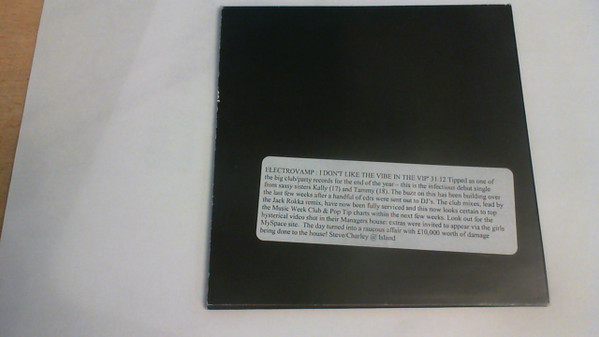 ELECTROVAMP : I DON'T LIKE THE VIBE IN THE VIP' 31.12 Tipped as one of
the big club/party records for the end of the year – this is the infectious debut single
from sassy sisters Kally (17) and Tammy (18). The buzz on this has been building over
the last few weeks after a handful of cdrs were sent out to DJ's. The club mixes, lead by
the Jack Rokka remix, have now been fully serviced and this now looks certain to top
the Music Week Club & Pop Tip charts within the next few weeks. Look out for the
hysterical video shot in their Managers house: extras were invited to appear via the girls
MySpace site. The day turned into a raucous affair with £10,000 worth of damage
being done to the house! Steve/Charley @ Island